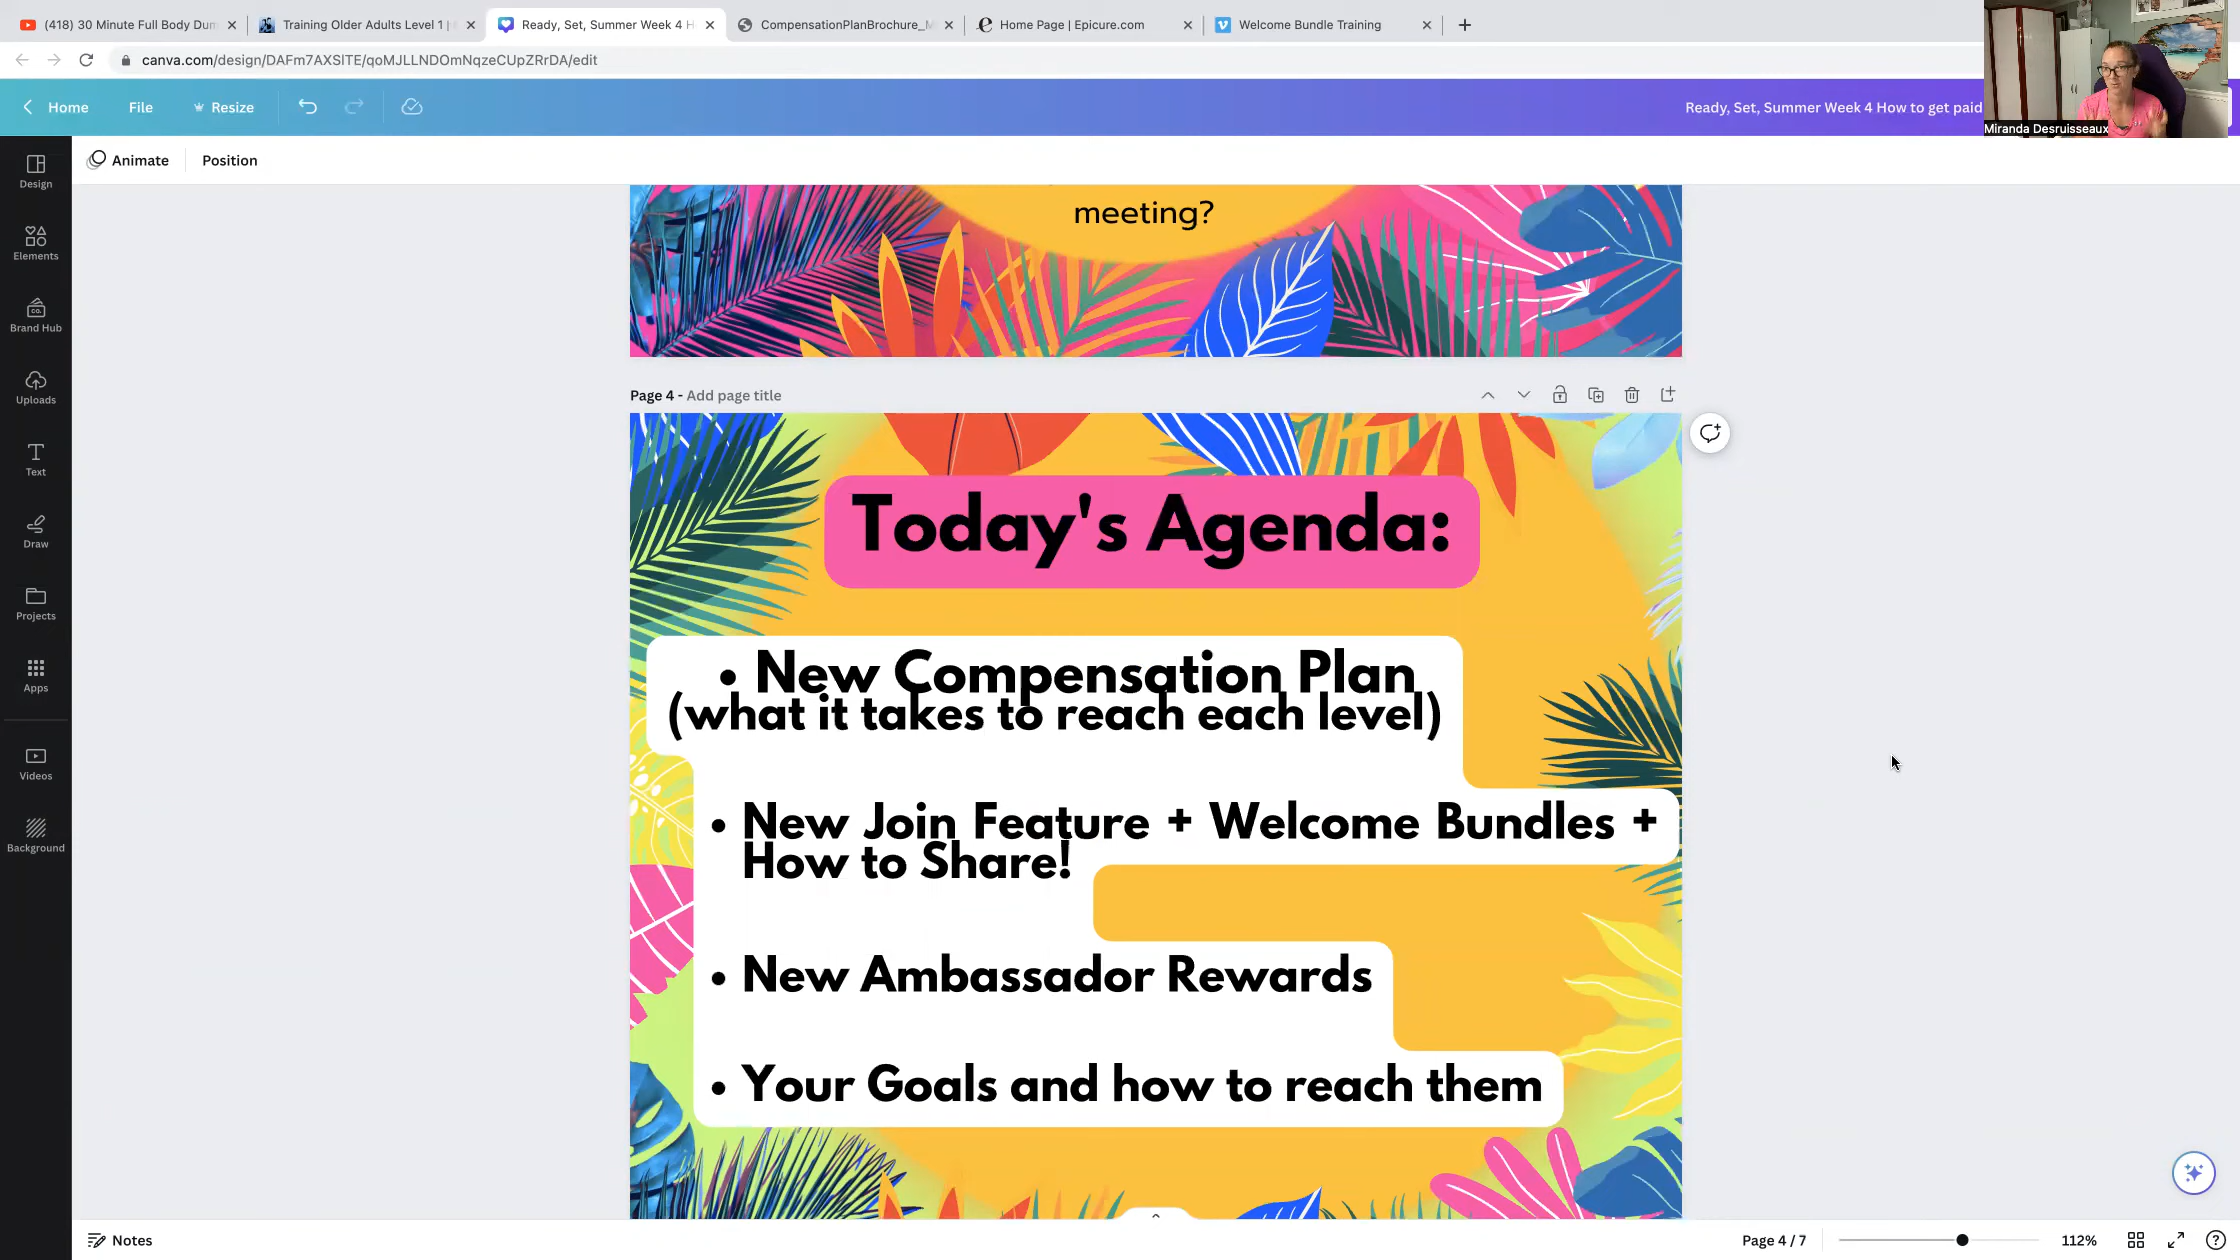 (418) 30 Minute Full Body Dum
Training Older Adults Level 1 |
Ready, Set, Summer Week 4 H
CompensationPlanBrochure_M
Home Page | Epicure.com
Welcome Bundle Training
canva.com/design/DAFm7AXSlTE/qoMJLLNDOmNqzeCUpZRrDA/edit
Home
File
Resize
Ready, Set, Summer Week 4 How to get paid
Miranda Desruisseaux
Animate
Position
Design
Elements
Brand Hub
Uploads
Text
Draw
Projects
Apps
Videos
Background
meeting?
Page 4 - Add page title
Today's Agenda:
• New Compensation Plan
(what it takes to reach each level)
• New Join Feature + Welcome Bundles +
How to Share!
• New Ambassador Rewards
• Your Goals and how to reach them
Notes
Page 4 / 7
112%